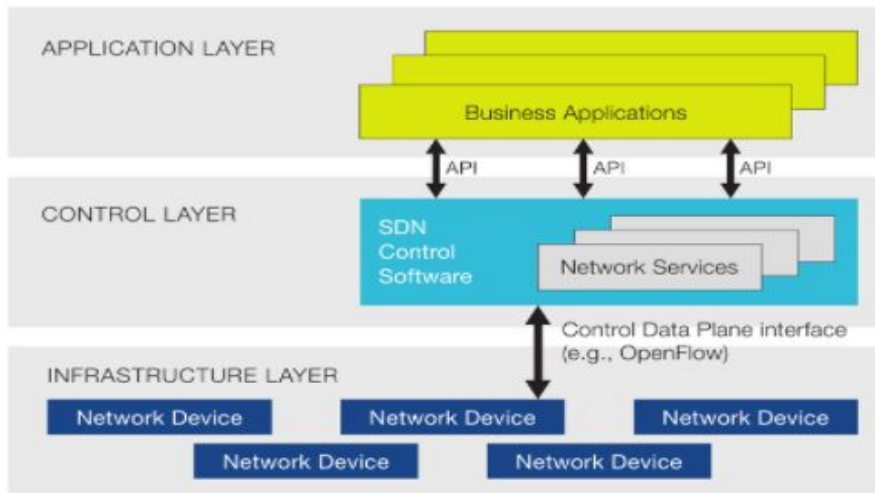 APPLICATION LAYER
Business Applications
API
API
API
CONTROL LAYER
SDN
Control
Software
Network Services
Control Data Plane interface
(e.g., OpenFlow)
INFRASTRUCTURE LAYER
Network Device
Network Device
Network Device
Network Device
Network Device